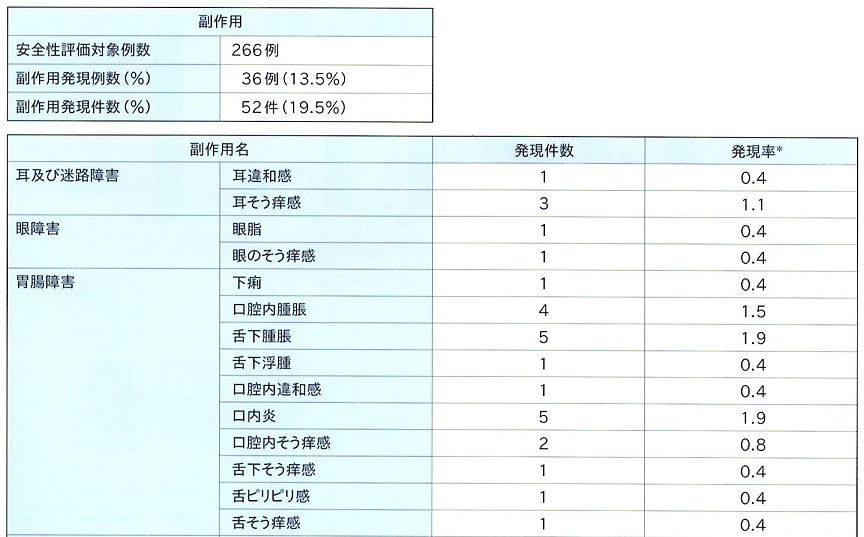 副作用
安全性評価対象例数 266例
副作用発現例数(%) 36例(13.5%)
副作用発現件数(%) 52件(19.5%)
副作用名 発現件数 発現率*
耳及び迷路障害 耳違和感 1 0.4
耳そう痒感 3 1.1
眼障害 眼脂 1 0.4
眼のそう痒感 1 0.4
胃腸障害 下痢 1 0.4
口腔内腫脹 4 1.5
舌下腫脹 5 1.9
舌下浮腫 1 0.4
口腔内違和感 1 0.4
口内炎 5 1.9
口腔内そう痒感 2 0.8
舌下そう痒感 1 0.4
舌ピリピリ感 1 0.4
舌そう痒感 1 0.4